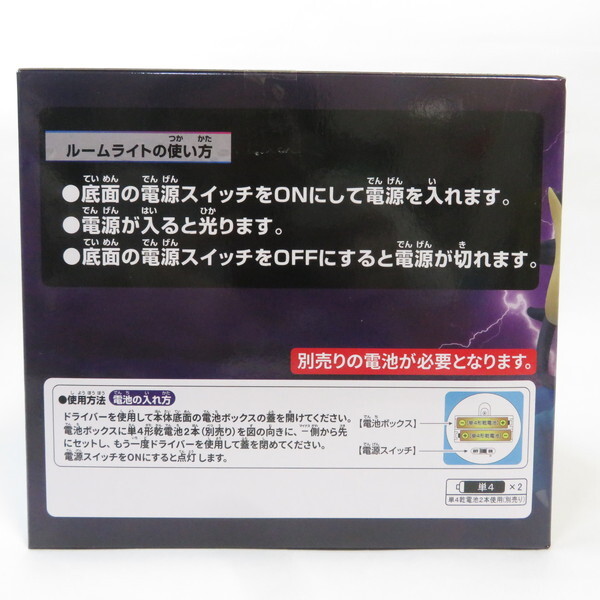 ルームライトの使い方
●底面の電源スイッチをONにして電源を入れます。
●電源が入ると光ります。
●底面の電源スイッチをOFFにすると電源が切れます。
別売りの電池が必要となります。
●使用方法 電池の入れ方
ドライバーを使用して本体底面の電池ボックスの蓋を開けてください。
電池ボックスに単4形乾電池2本(別売り)を図の向きに、−側から先
にセットし、もう一度ドライバーを使用して蓋を閉めてください。
電源スイッチをONにすると点灯します。
【電池ボックス】
単4形乾電池
単4形乾電池
【電源スイッチ】
単4 ×2
単4乾電池2本使用(別売り)